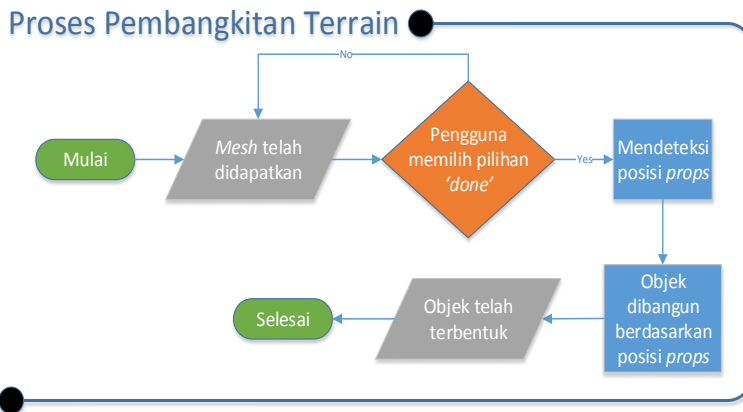 Proses Pembangkitan Terrain
No
Mulai
Mesh telah
didapatkan
Pengguna
memilih pilihan
‘done’
Yes
Mendeteksi
posisi props
Objek
dibangun
berdasarkan
posisi props
Objek telah
terbentuk
Selesai